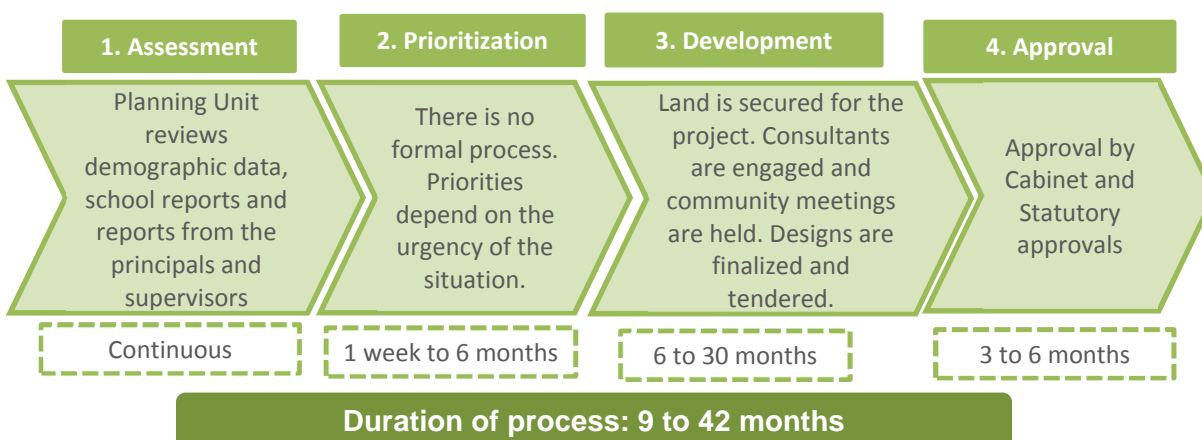 1. Assessment
Planning Unit
reviews
demographic data,
school reports and
reports from the
principals and
supervisors
Continuous
2. Prioritization
There is no
formal process.
Priorities
depend on the
urgency of the
situation.
1 week to 6 months
3. Development
Land is secured for the
project. Consultants
are engaged and
community meetings
are held. Designs are
finalized and
tendered.
6 to 30 months
4. Approval
Approval by
Cabinet and
Statutory
approvals
3 to 6 months
Duration of process: 9 to 42 months